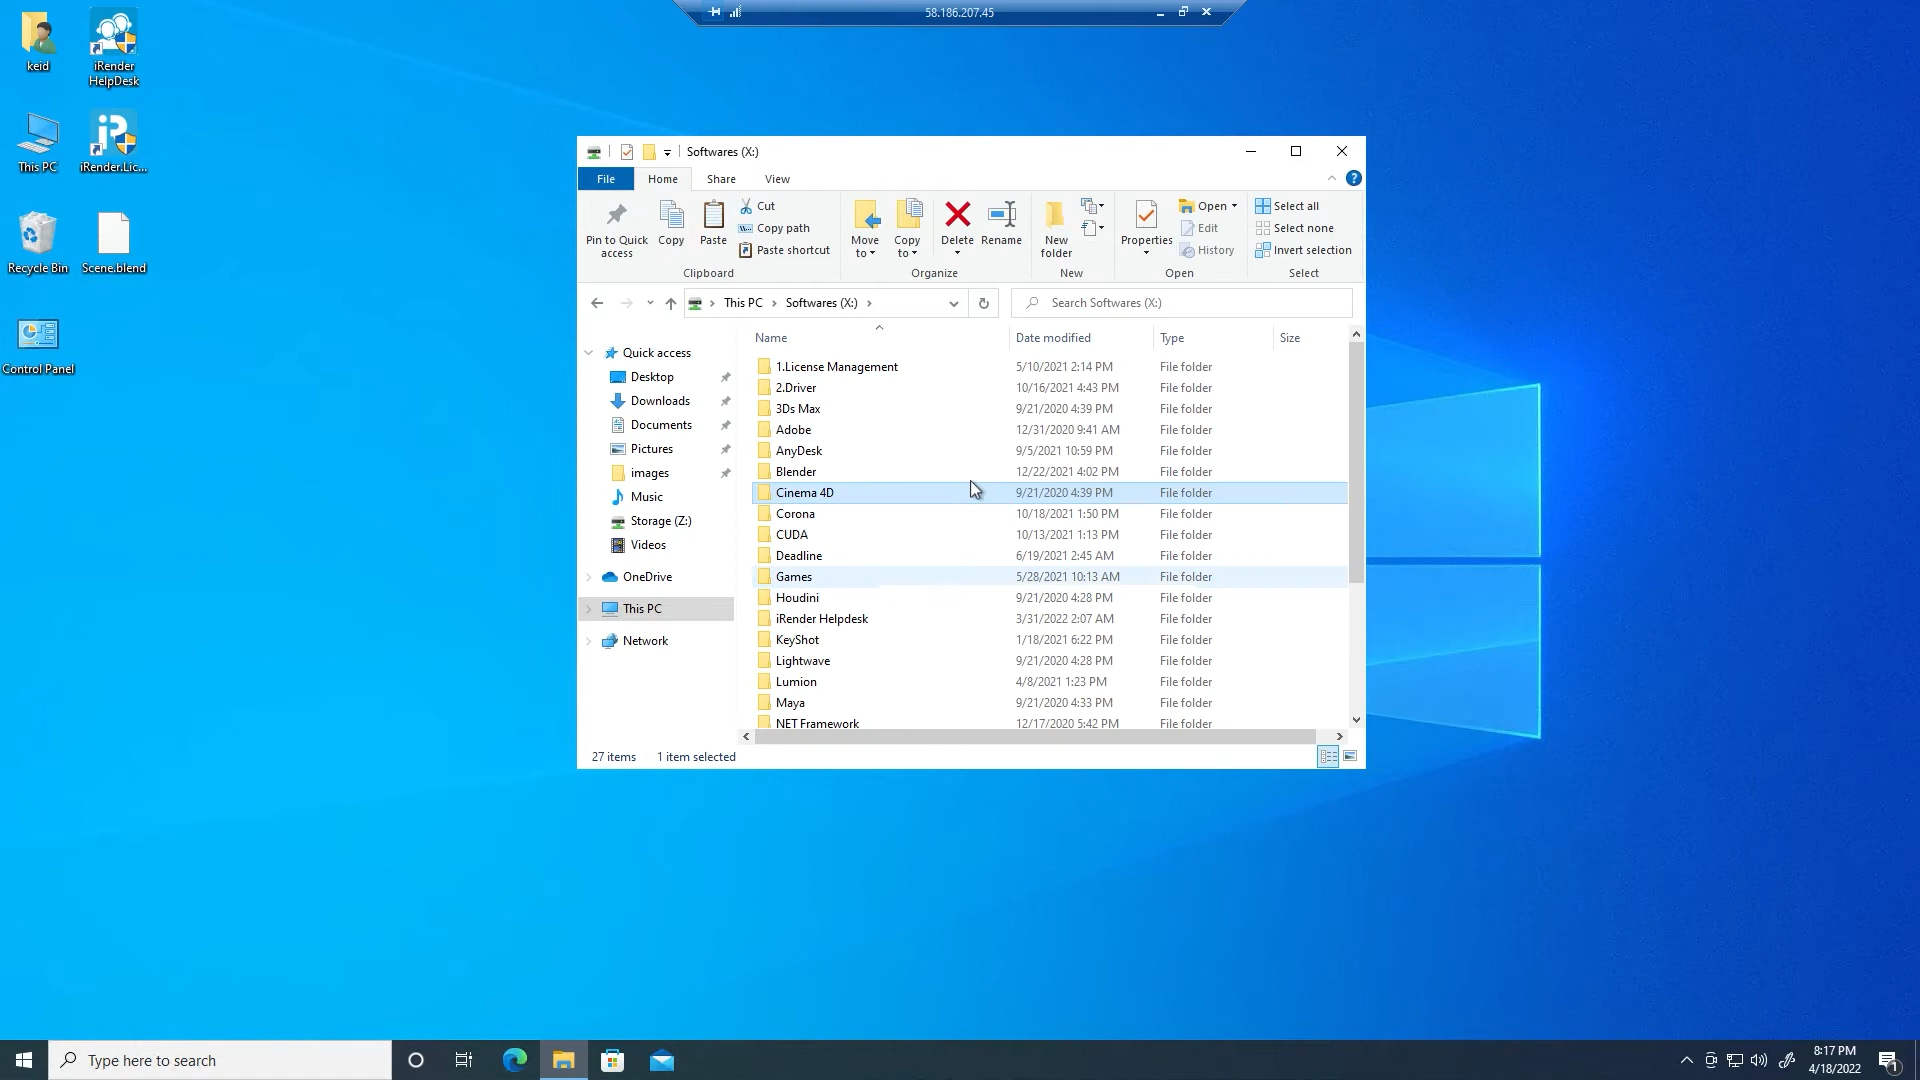 58.186.207.45
keid
iRender HelpDesk
This PC
iRender.Lic...
Recycle Bin
Scene.blend
Control Panel
Softwares (X:)
File Home Share View
Pin to Quick access
Copy
Paste
Cut
Copy path
Paste shortcut
Clipboard
Move to
Copy to
Delete
Rename
Organize
New folder
New
Properties
Open
Edit
History
Open
Select all
Select none
Invert selection
Select
This PC Softwares (X:)
Search Softwares (X:)
Quick access
Desktop
Downloads
Documents
Pictures
images
Music
Storage (Z:)
Videos
OneDrive
This PC
Network
Name Date modified Type Size
1.License Management 5/10/2021 2:14 PM File folder
2.Driver 10/16/2021 4:43 PM File folder
3Ds Max 9/21/2020 4:39 PM File folder
Adobe 12/31/2020 9:41 AM File folder
AnyDesk 9/5/2021 10:59 PM File folder
Blender 12/22/2021 4:02 PM File folder
Cinema 4D 9/21/2020 4:39 PM File folder
Corona 10/18/2021 1:50 PM File folder
CUDA 10/13/2021 1:13 PM File folder
Deadline 6/19/2021 2:45 AM File folder
Games 5/28/2021 10:13 AM File folder
Houdini 9/21/2020 4:28 PM File folder
iRender Helpdesk 3/31/2022 2:07 AM File folder
KeyShot 1/18/2021 6:22 PM File folder
Lightwave 9/21/2020 4:28 PM File folder
Lumion 4/8/2021 1:23 PM File folder
Maya 9/21/2020 4:33 PM File folder
NET Framework 12/17/2020 5:42 PM File folder
27 items 1 item selected
Type here to search
8:17 PM
4/18/2022
1